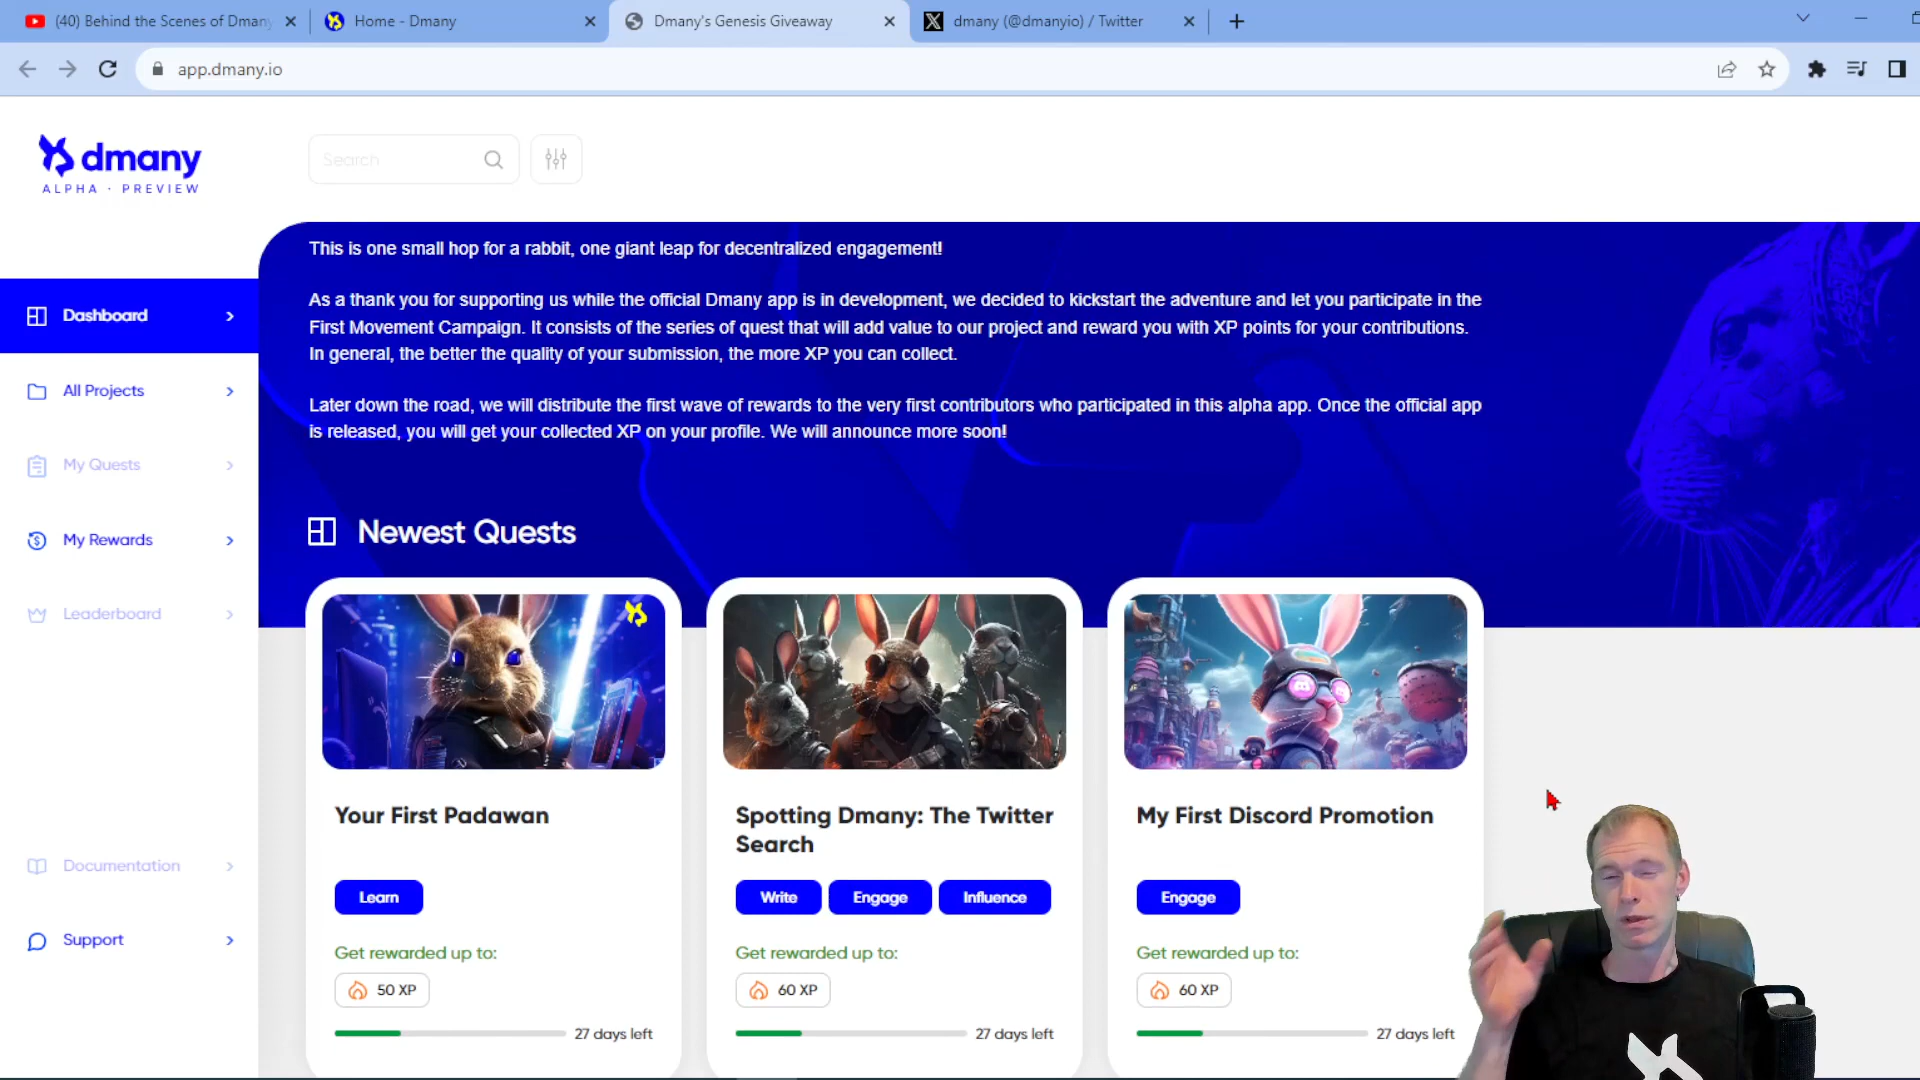 (40) Behind the Scenes of Dmany
Home - Dmany
Dmany's Genesis Giveaway
dmany (@dmanyio) / Twitter
app.dmany.io
dmany
ALPHA · PREVIEW
Search
Dashboard
All Projects
My Quests
My Rewards
Leaderboard
Documentation
Support
This is one small hop for a rabbit, one giant leap for decentralized engagement!
As a thank you for supporting us while the official Dmany app is in development, we decided to kickstart the adventure and let you participate in the
First Movement Campaign. It consists of the series of quest that will add value to our project and reward you with XP points for your contributions.
In general, the better the quality of your submission, the more XP you can collect.
Later down the road, we will distribute the first wave of rewards to the very first contributors who participated in this alpha app. Once the official app
is released, you will get your collected XP on your profile. We will announce more soon!
Newest Quests
Your First Padawan
Learn
Get rewarded up to:
50 XP
27 days left
Spotting Dmany: The Twitter
Search
Write Engage Influence
Get rewarded up to:
60 XP
27 days left
My First Discord Promotion
Engage
Get rewarded up to:
60 XP
27 days left